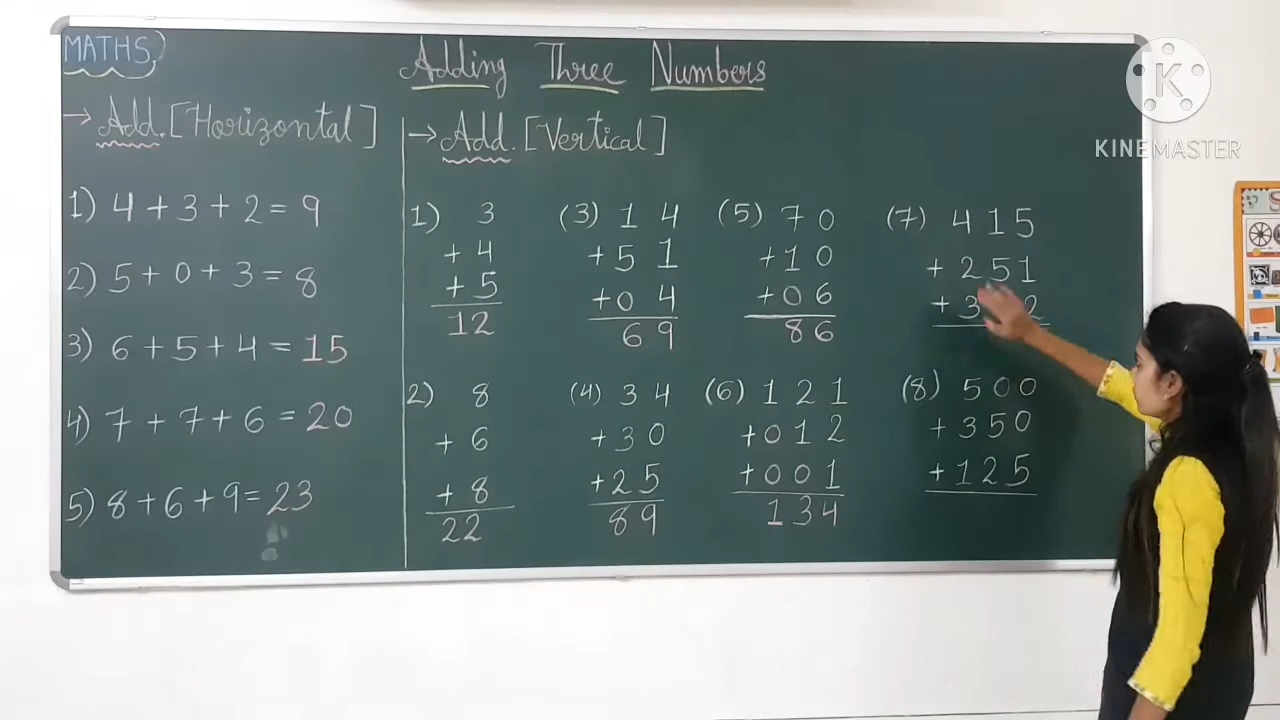 MATHS,
Adding Three Numbers
→ Add. [Horizontal]
1) 4 + 3 + 2 = 9
2) 5 + 0 + 3 = 8
3) 6 + 5 + 4 = 15
4) 7 + 7 + 6 = 20
5) 8 + 6 + 9 = 23
→ Add. [Vertical]
1) 3
+ 4
+ 5
12
2) 8
+ 6
+ 8
22
(3) 1 4
+ 5 1
+ 0 4
6 9
(4) 3 4
+ 3 0
+ 2 5
8 9
(5) 7 0
+ 1 0
+ 0 6
8 6
(6) 1 2 1
+ 0 1 2
+ 0 0 1
1 3 4
(7) 4 1 5
+ 2 5 1
+ 3 2
(8) 5 0 0
+ 3 5 0
+ 1 2 5
K
KINEMASTER